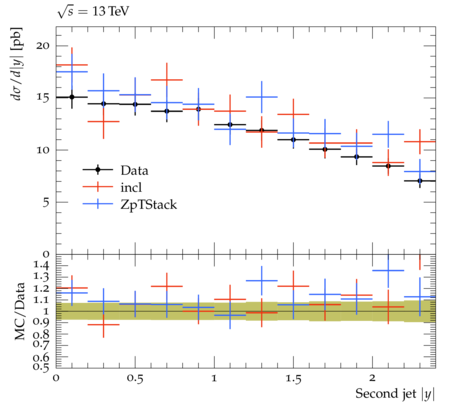 √s = 13 TeV
dσ/d|y| [pb]
20
15
10
5
0
Data
incl
ZpTStack
MC/Data
1.4
1.3
1.2
1.1
1
0.9
0.8
0.7
0.6
0.5
0 0.5 1 1.5 2
Second jet |y|